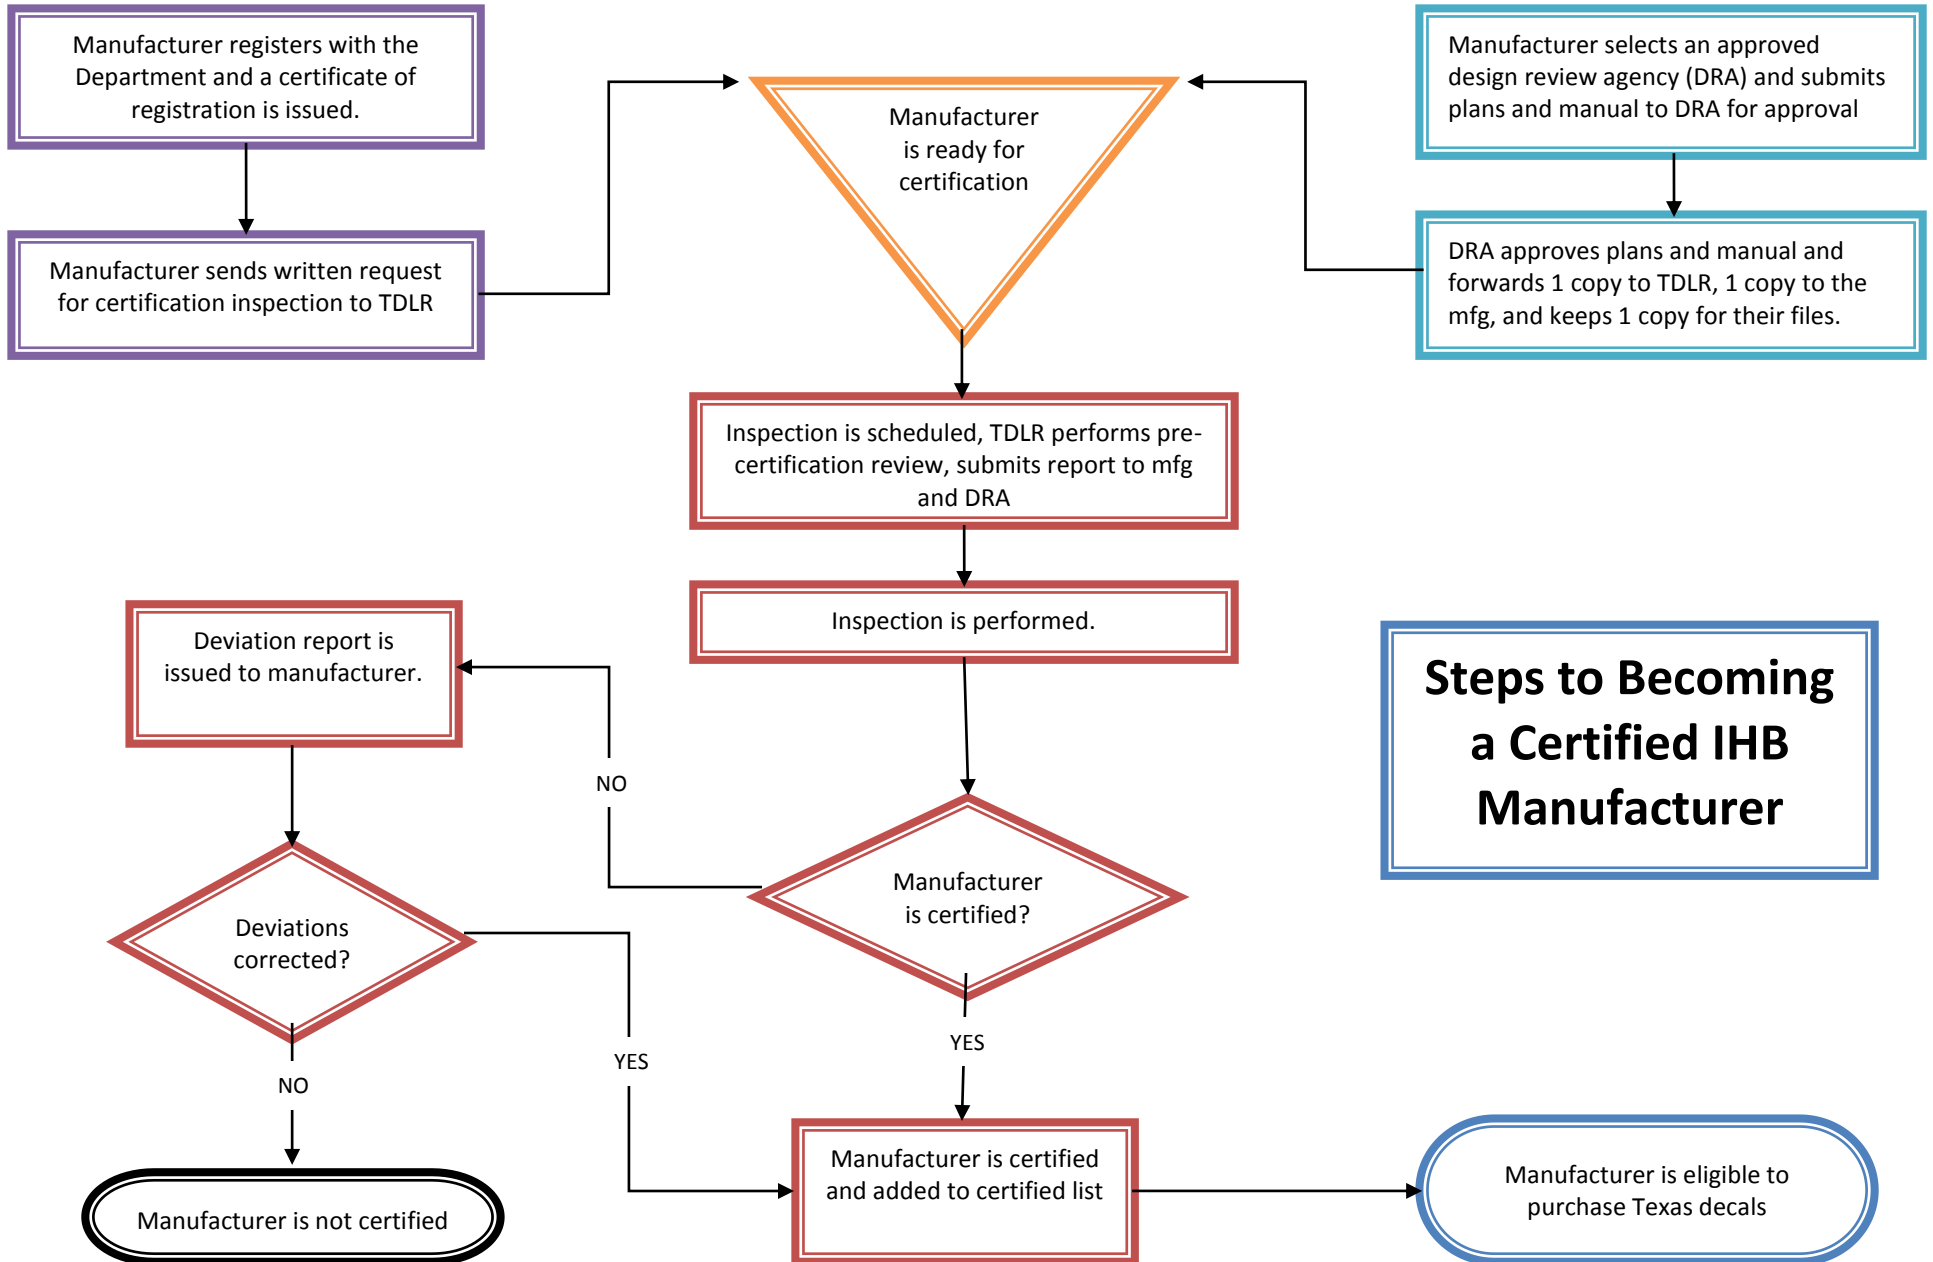 Manufacturer registers with the
Department and a certificate of
registration is issued.
Manufacturer sends written request
for certification inspection to TDLR
Manufacturer
is ready for
certification
Manufacturer selects an approved
design review agency (DRA) and submits
plans and manual to DRA for approval
DRA approves plans and manual and
forwards 1 copy to TDLR, 1 copy to the
mfg, and keeps 1 copy for their files.
Inspection is scheduled, TDLR performs pre-
certification review, submits report to mfg
and DRA
Inspection is performed.
Deviation report is
issued to manufacturer.
Steps to Becoming
a Certified IHB
Manufacturer
NO
Manufacturer
is certified?
Deviations
corrected?
YES
YES
NO
Manufacturer is certified
and added to certified list
Manufacturer is eligible to
purchase Texas decals
Manufacturer is not certified